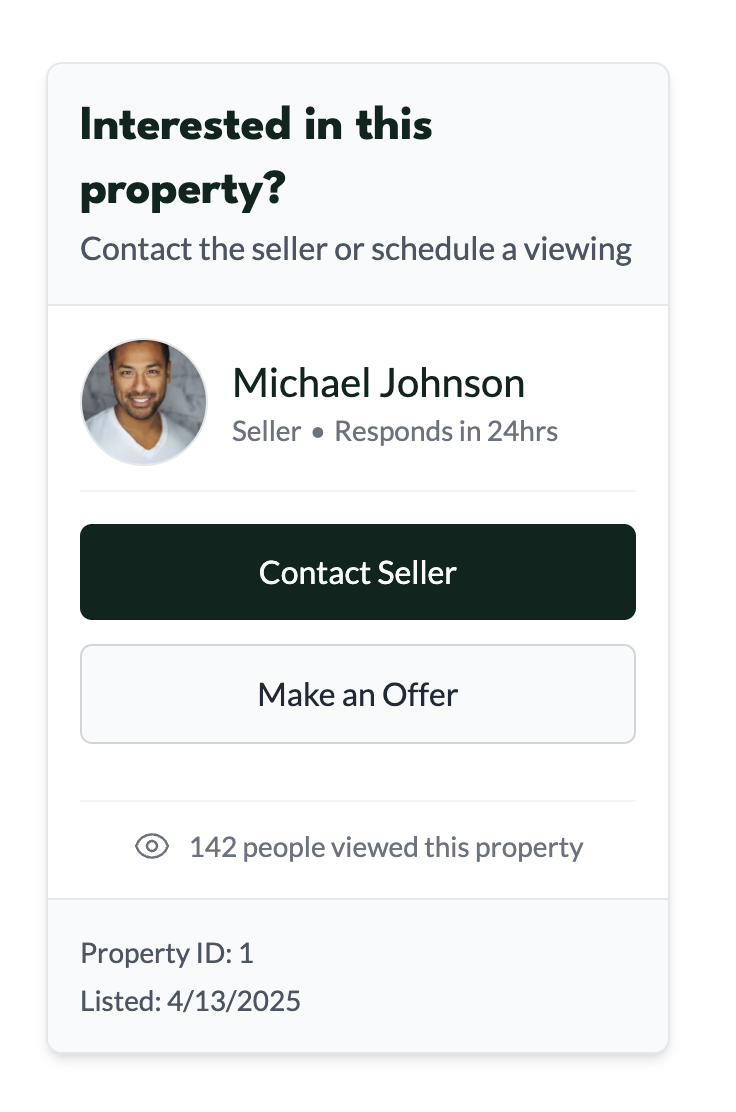 Interested in this
property?
Contact the seller or schedule a viewing
Michael Johnson
Seller • Responds in 24hrs
Contact Seller
Make an Offer
142 people viewed this property
Property ID: 1
Listed: 4/13/2025